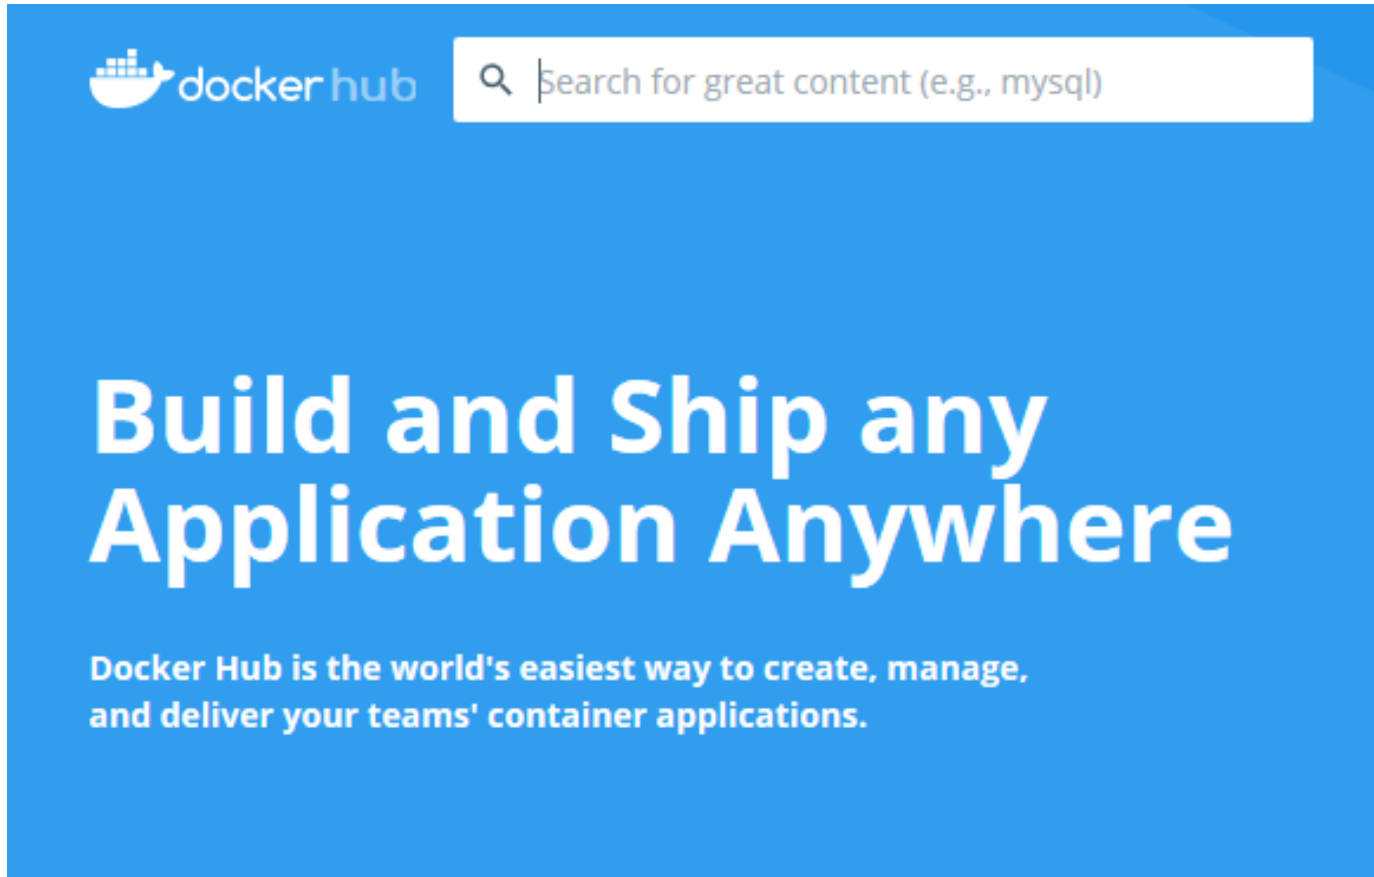 docker hub
Search for great content (e.g., mysql)
Build and Ship any
Application Anywhere
Docker Hub is the world's easiest way to create, manage,
and deliver your teams' container applications.